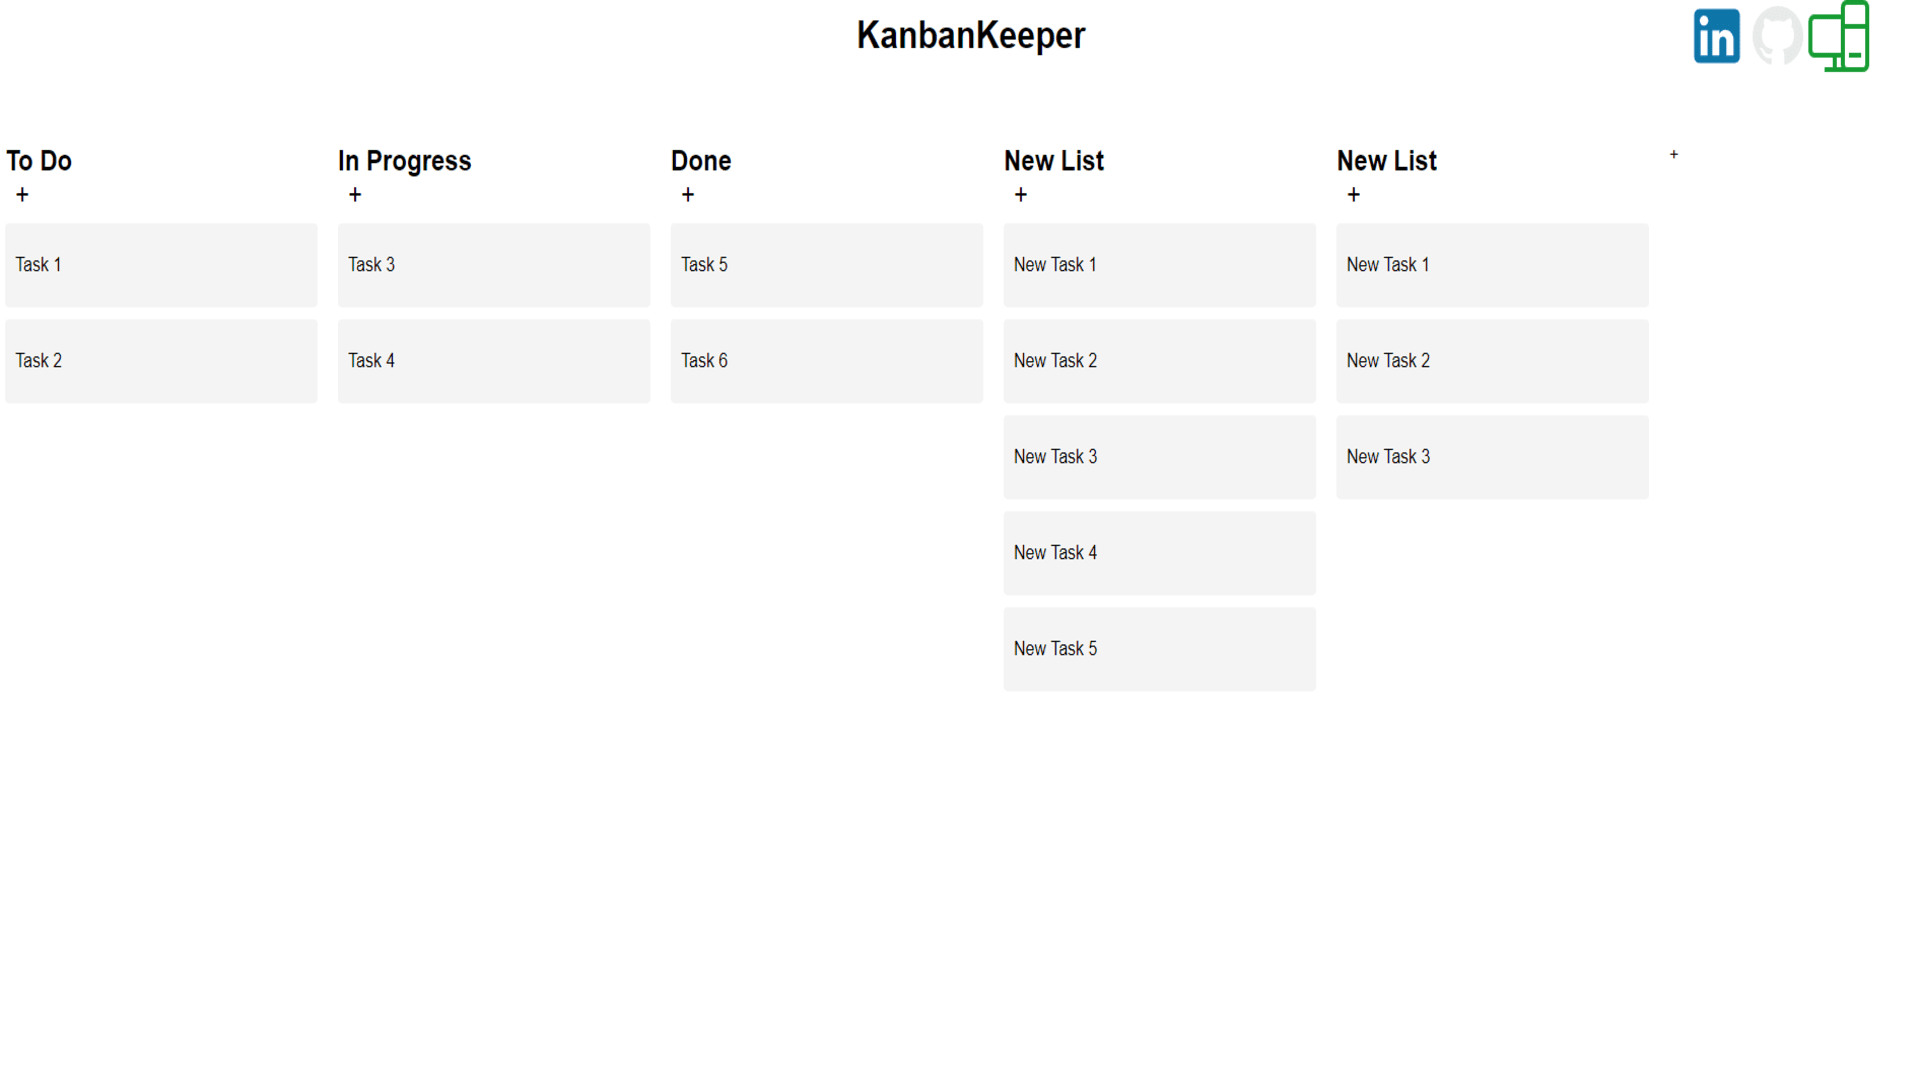 KanbanKeeper
in
To Do
+
Task 1
Task 2
In Progress
+
Task 3
Task 4
Done
+
Task 5
Task 6
New List
+
New Task 1
New Task 2
New Task 3
New Task 4
New Task 5
New List
+
New Task 1
New Task 2
New Task 3
+